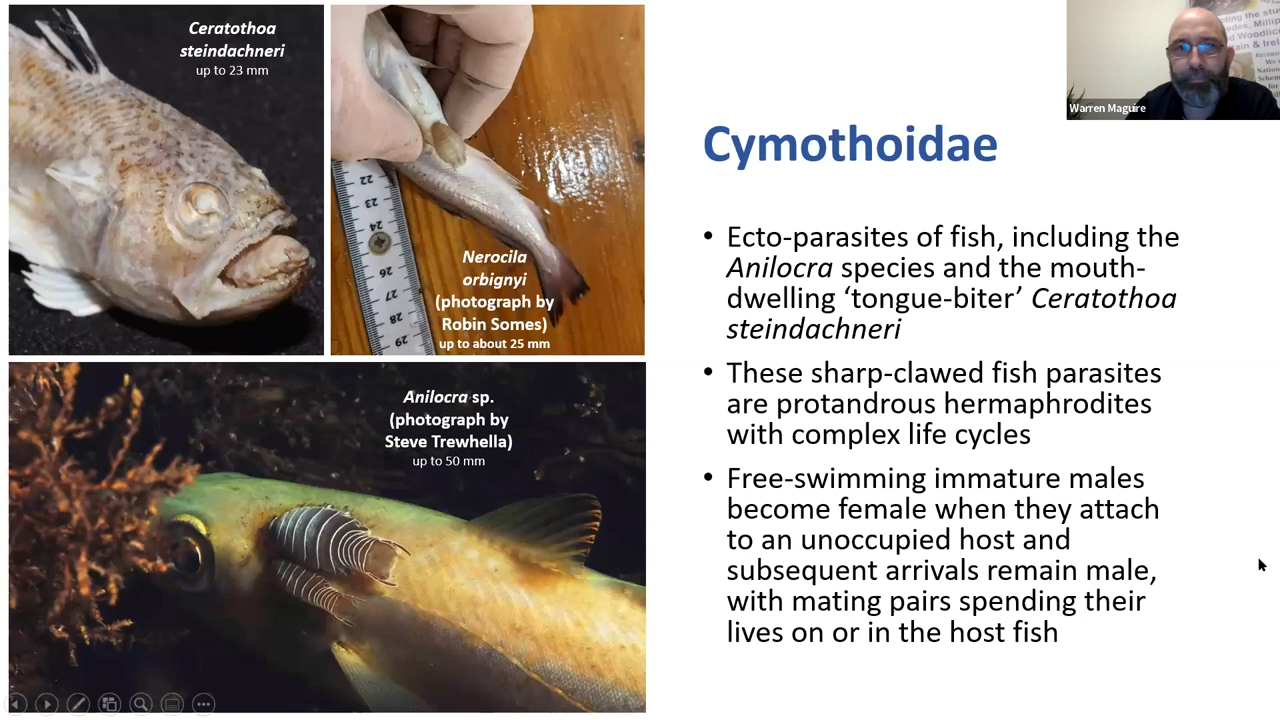 Ceratothoa
steindachneri
up to 23 mm
22
23
24
26
27
28
29
Nerocila
orbignyi
(photograph by
Robin Somes)
up to about 25 mm
Anilocra sp.
(photograph by
Steve Trewhella)
up to 50 mm
Warren Maguire
Cymothoidae
• Ecto-parasites of fish, including the
Anilocra species and the mouth-
dwelling ‘tongue-biter’ Ceratothoa
steindachneri
• These sharp-clawed fish parasites
are protandrous hermaphrodites
with complex life cycles
• Free-swimming immature males
become female when they attach
to an unoccupied host and
subsequent arrivals remain male,
with mating pairs spending their
lives on or in the host fish